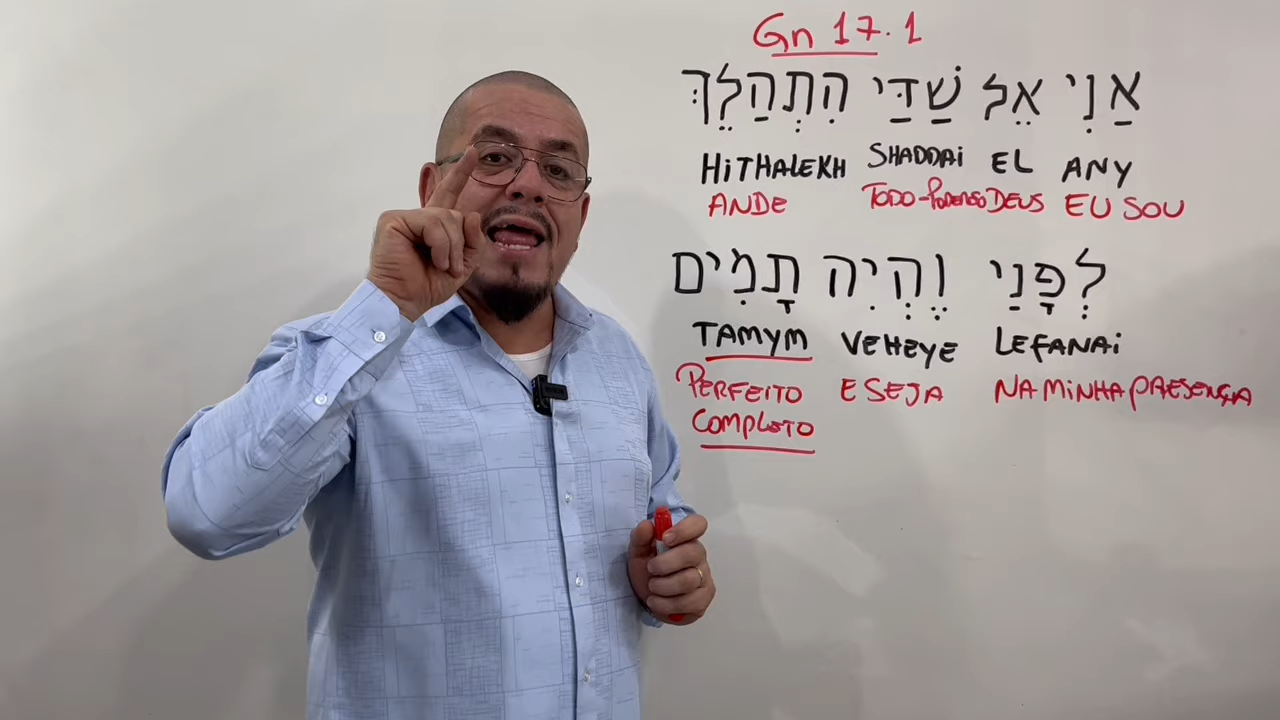 Gn 17.1
אַנִי אֵל שַׁדַּי הִתְהַלֵךְ
HiTHALEKH SHADDAi EL ANY
ANDE TODO-PODEROSO DEUS EU SOU
לְפָנַי וֶהְיִה תָמִים
TAMYM VEHEYE LEFANAi
PERFEITO E SEJA NA MiNHA PRESENÇA
COMPLETO